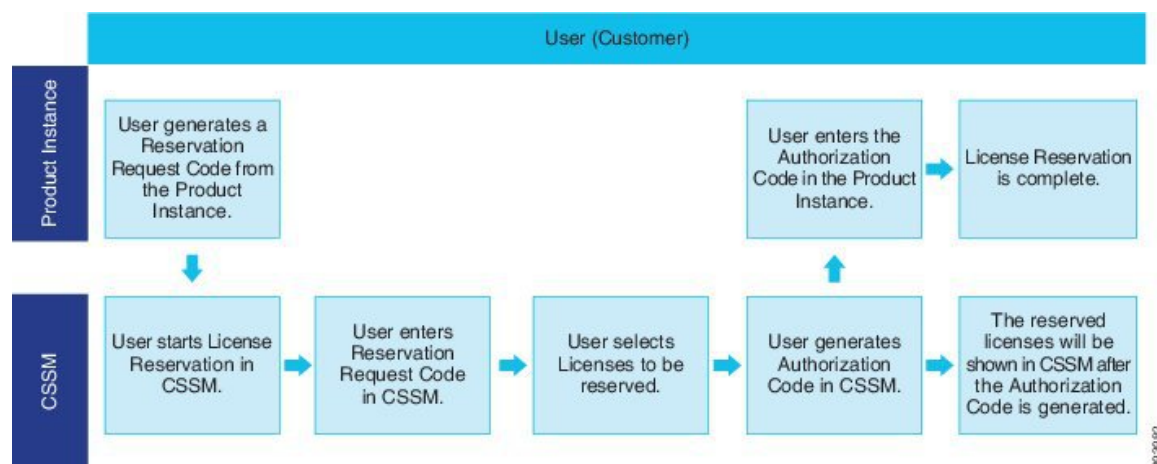 User (Customer)
Product Instance
User generates a
Reservation
Request Code from
the Product
Instance.
User enters the
Authorization
Code in the Product
Instance.
License Reservation
is complete.
CSSM
User starts License
Reservation in
CSSM.
User enters
Reservation
Request Code
in CSSM.
User selects
Licenses to be
reserved.
User generates
Authorization
Code in CSSM.
The reserved
licenses will be
shown in CSSM after
the Authorization
Code is generated.